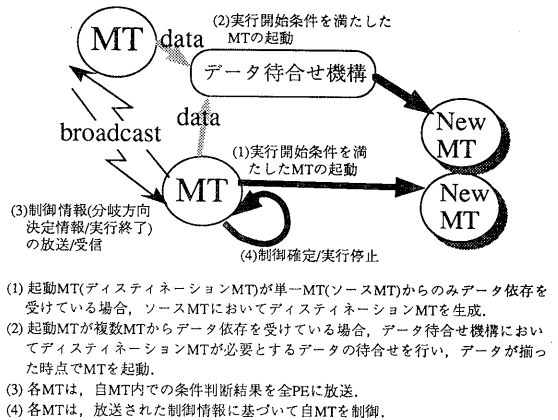 MT
data
(2)実行開始条件を満たした
MTの起動
データ待合せ機構
data
broadcast
New
MT
(1)実行開始条件を満
たしたMTの起動
MT
New
MT
(3)制御情報(分岐方向
決定情報/実行終了)
の放送/受信
(4)制御確定/実行停止
(1) 起動MT(ディスティネーションMT)が単一MT(ソースMT)からのみデータ依存を
受けている場合，ソースMTにおいてディスティネーションMTを生成．
(2) 起動MTが複数MTからデータ依存を受けている場合，データ待合せ機構におい
てディスティネーションMTが必要とするデータの待合せを行い，データが揃っ
た時点でMTを起動．
(3) 各MTは，自MT内での条件判断結果を全PEに放送．
(4) 各MTは，放送された制御情報に基づいて自MTを制御．